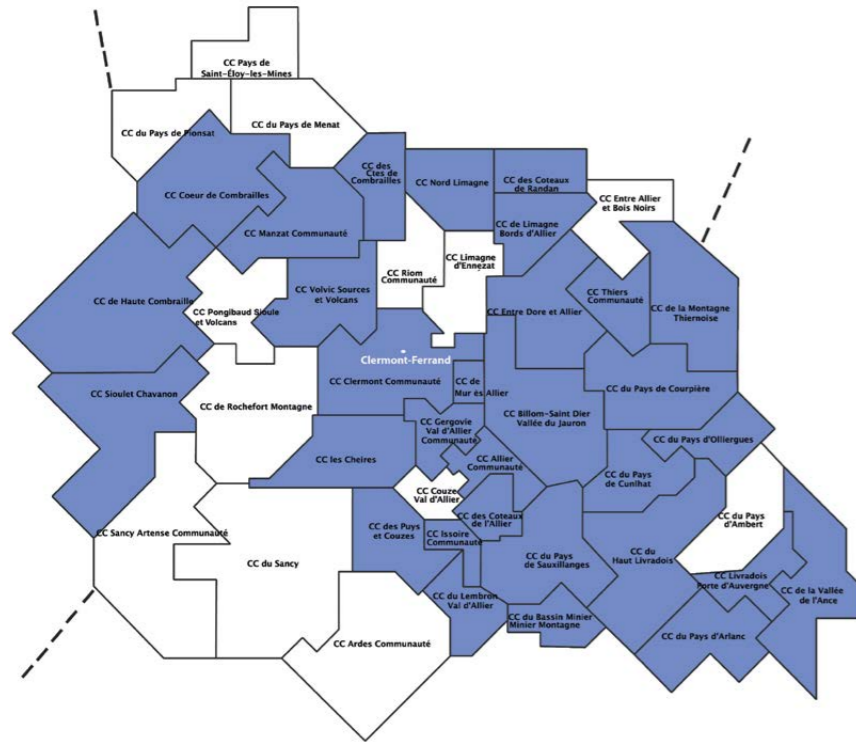 CC Pays de
Saint-Éloy-les-Mines
CC du Pays de Pionsat
CC du Pays de Menat
CC des
Ctes de
Combrailles
CC Nord Limagne
CC des Coteaux
de Randan
CC Entre Allier
et Bois Noirs
CC Coeur de Combrailles
CC Manzat Communauté
CC de Limagne
Bords d'Allier
CC Riom
Communauté
CC Limagne
d'Ennezat
CC de Haute Combraille
CC Pongibaud Sioule
et Volcans
CC Volvic Sources
et Volcans
CC Entre Dore et Allier
CC Thiers
Communauté
CC de la Montagne
Thiernoise
Clermont-Ferrand
CC Clermont Communauté
CC de
Mur ès Allier
CC Sioulet Chavanon
CC de Rochefort Montagne
CC Billom-Saint Dier
Vallée du Jauron
CC du Pays de Courpière
CC Gergovie
Val d'Allier
Communauté
CC du Pays d'Olliergues
CC les Cheires
CC Allier
Communauté
CC du Pays
de Cunlhat
CC Couze
Val d'Allier
CC des Coteaux
de l'Allier
CC du Pays
d'Ambert
CC Sancy Artense Communauté
CC des Puys
et Couzes
CC Issoire
Communauté
CC du Sancy
CC du Pays
de Sauxillanges
CC du
Haut Livradois
CC Livradois
Porte d'Auvergne
CC de la Vallée
de l'Ance
CC du Lembron
Val d'Allier
CC du Bassin Minier
Minier Montagne
CC Ardes Communauté
CC du Pays d'Arlanc